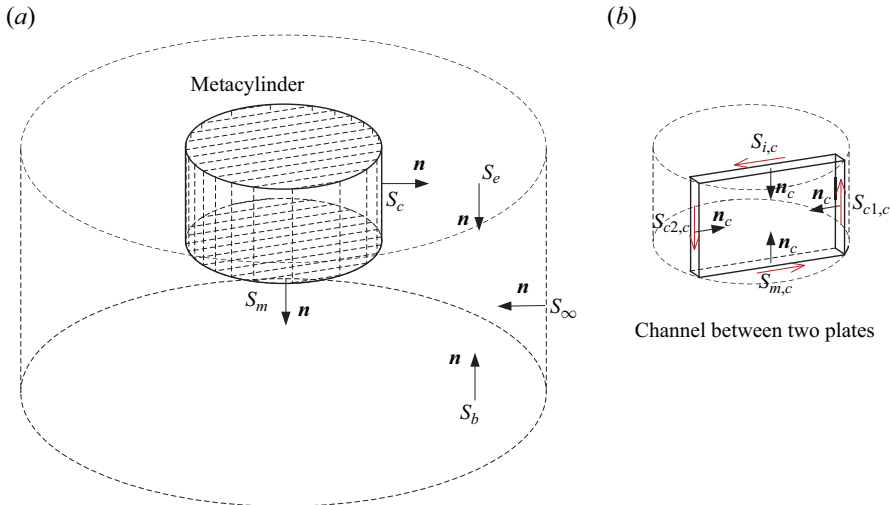 (a)
Metacylinder
n
S_c
S_e
n
S_m
n
n
S_∞
n
S_b
(b)
S_{i,c}
n_c
n_c
S_{c1,c}
S_{c2,c}
n_c
n_c
S_{m,c}
Channel between two plates